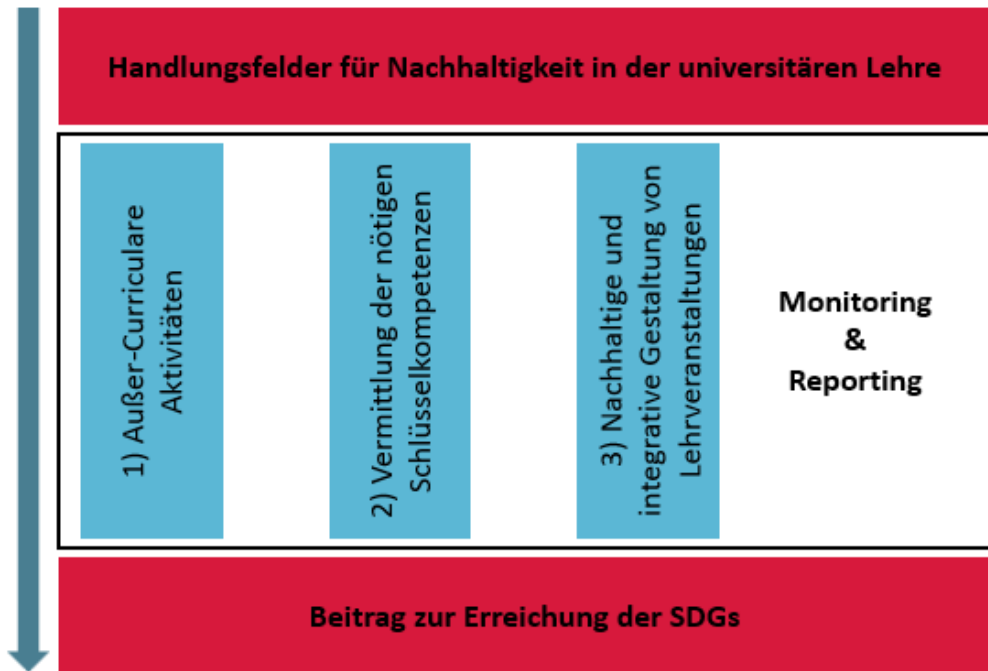 Handlungsfelder für Nachhaltigkeit in der universitären Lehre
1) Außer-Curriculare
Aktivitäten
2) Vermittlung der nötigen
Schlüsselkompetenzen
3) Nachhaltige und
integrative Gestaltung von
Lehrveranstaltungen
Monitoring
&
Reporting
Beitrag zur Erreichung der SDGs